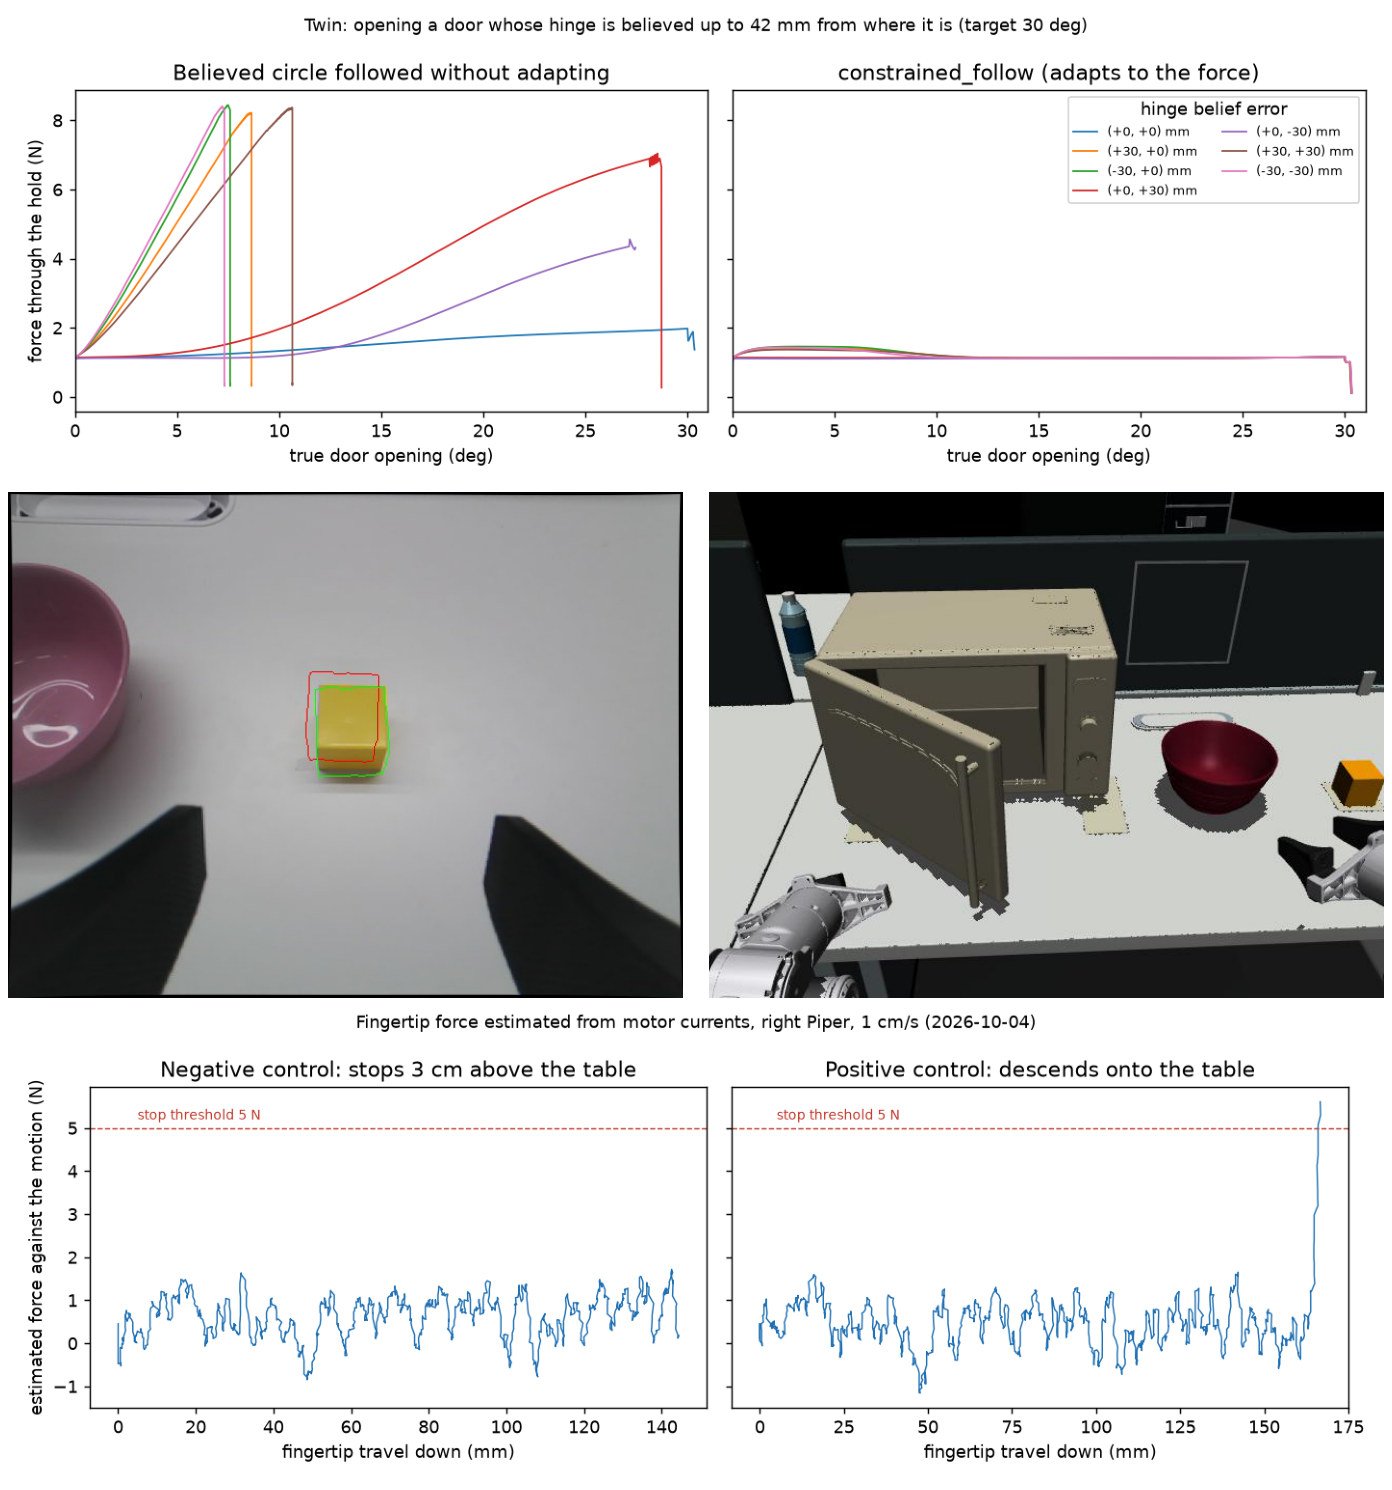 Twin: opening a door whose hinge is believed up to 42 mm from where it is (target 30 deg)
Believed circle followed without adapting
constrained_follow (adapts to the force)
force through the hold (N)
8
6
4
2
0
0 5 10 15 20 25 30
true door opening (deg)
hinge belief error
(+0, +0) mm
(+30, +0) mm
(-30, +0) mm
(+0, +30) mm
(+0, -30) mm
(+30, +30) mm
(-30, -30) mm
0 5 10 15 20 25 30
true door opening (deg)
Fingertip force estimated from motor currents, right Piper, 1 cm/s (2026-10-04)
Negative control: stops 3 cm above the table
Positive control: descends onto the table
estimated force against the motion (N)
stop threshold 5 N
5
4
3
2
1
0
−1
0 20 40 60 80 100 120 140
fingertip travel down (mm)
stop threshold 5 N
0 25 50 75 100 125 150 175
fingertip travel down (mm)